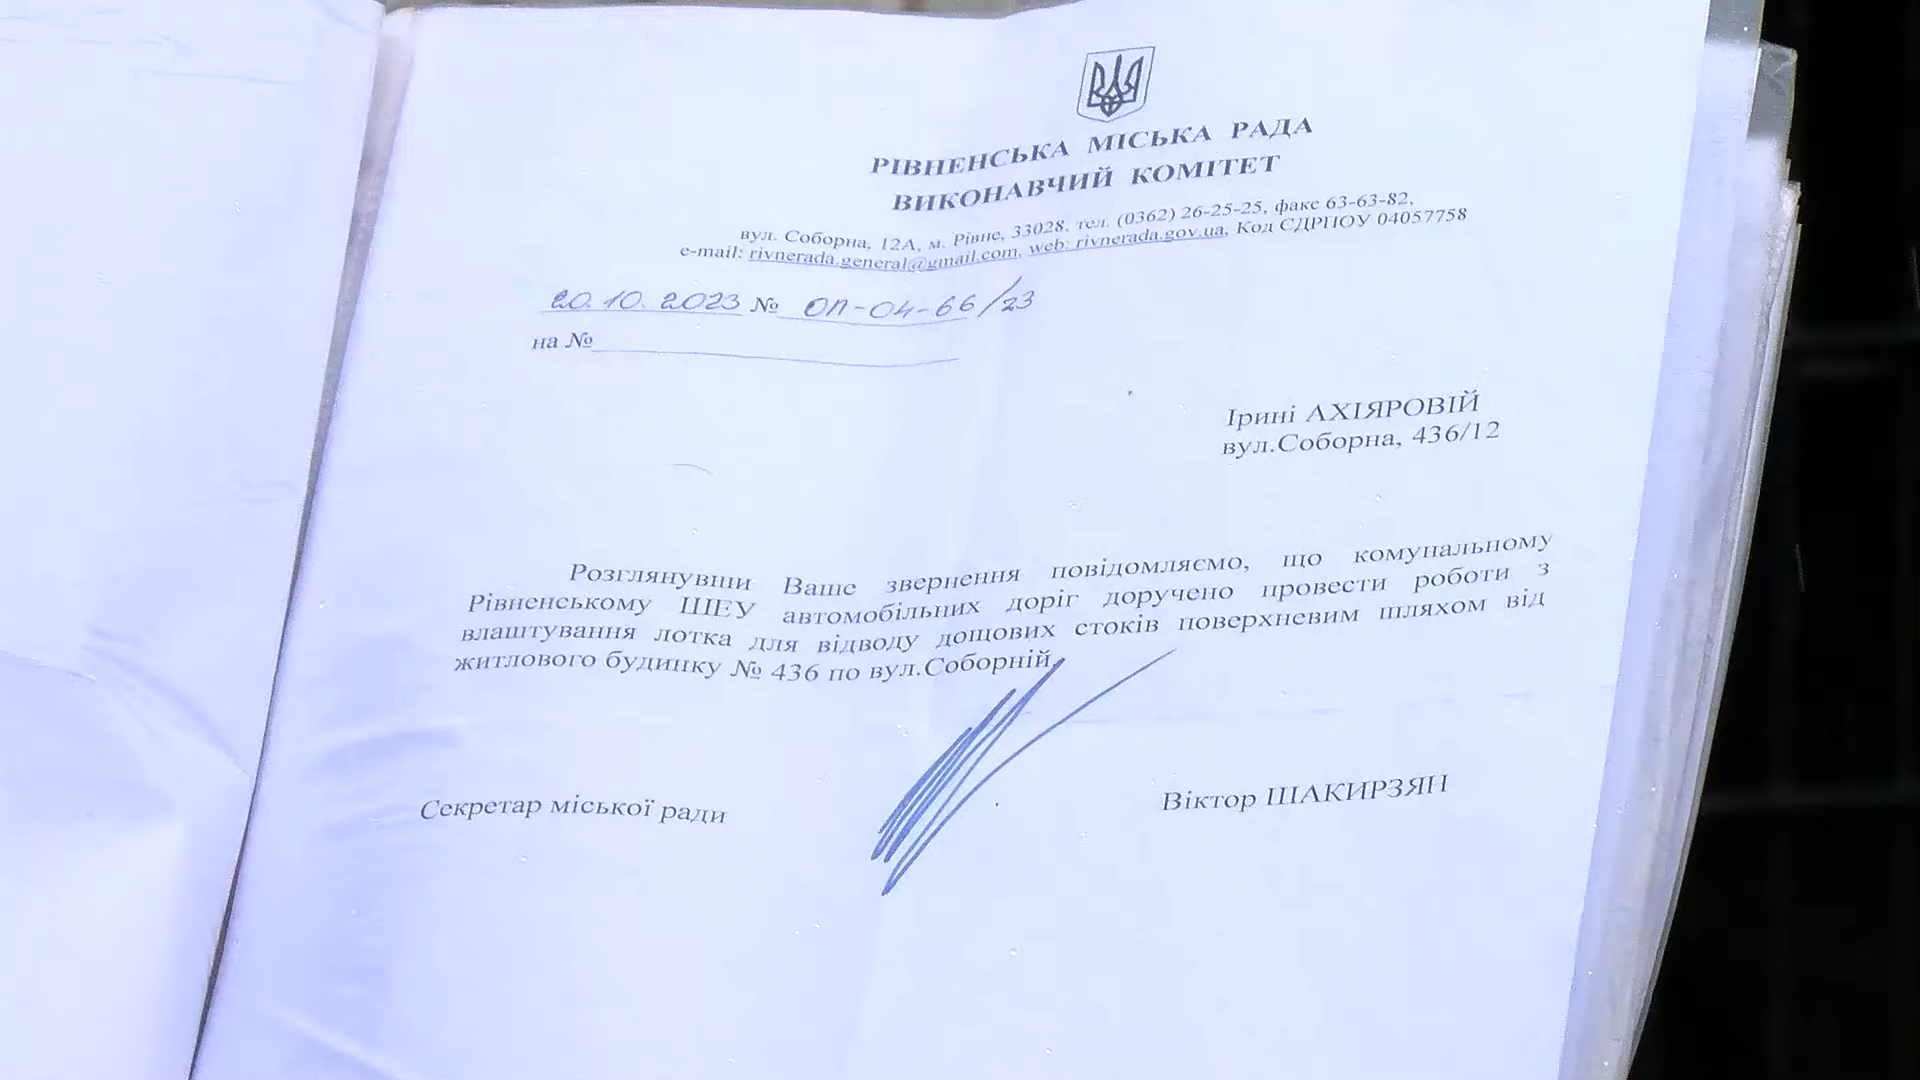 РІВНЕНСЬКА МІСЬКА РАДА
ВИКОНАВЧИЙ КОМІТЕТ
вул. Соборна, 12А, м. Рівне, 33028, тел. (0362) 26-25-25, факс 63-63-82,
e-mail: rivnerada.general@gmail.com, web: rivnerada.gov.ua, Код ЄДРПОУ 04057758
20.10.2023 № ОП-04-66/23
на №
Ірині АХІЯРОВІЙ
вул.Соборна, 436/12
Розглянувши Ваше звернення повідомляємо, що комунальному
Рівненському ШЕУ автомобільних доріг доручено провести роботи з
влаштування лотка для відводу дощових стоків поверхневим шляхом від
житлового будинку № 436 по вул.Соборній.
Секретар міської ради
Віктор ШАКИРЗЯН